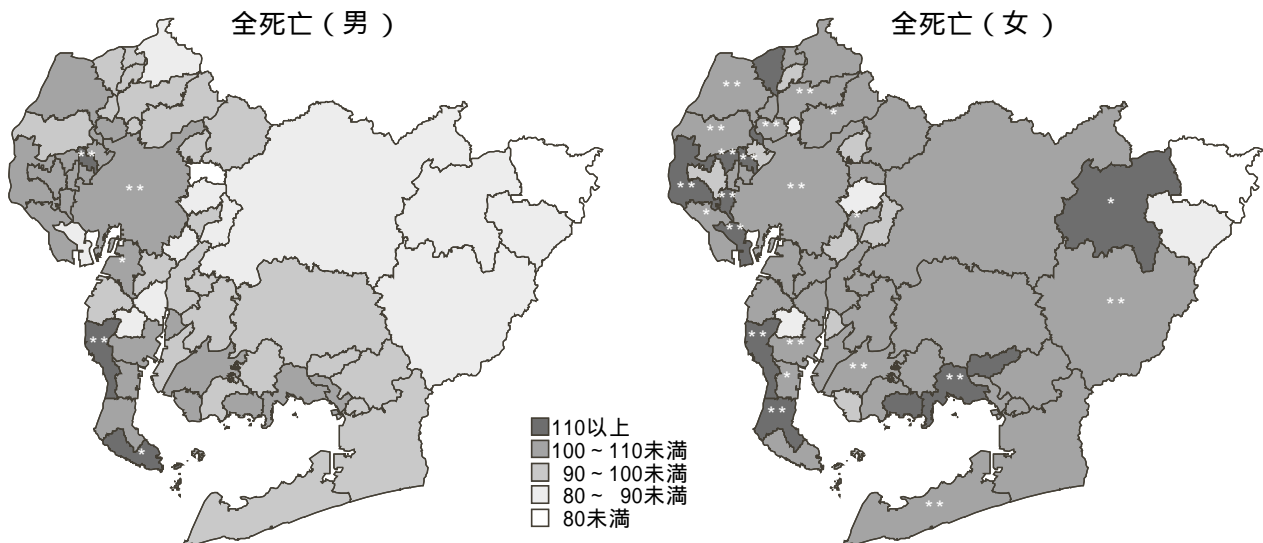 全死亡（男）
全死亡（女）
110以上
100～110未満
90～100未満
80～ 90未満
80未満